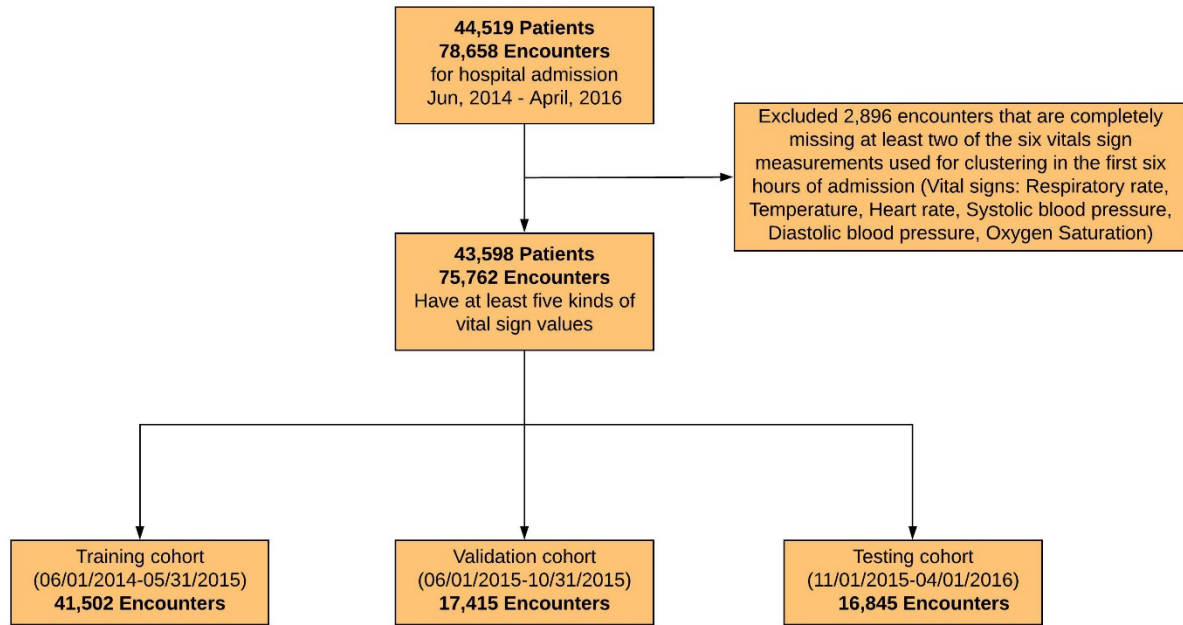 44,519 Patients
78,658 Encounters
for hospital admission
Jun, 2014 - April, 2016
Excluded 2,896 encounters that are completely
missing at least two of the six vitals sign
measurements used for clustering in the first six
hours of admission (Vital signs: Respiratory rate,
Temperature, Heart rate, Systolic blood pressure,
Diastolic blood pressure, Oxygen Saturation)
43,598 Patients
75,762 Encounters
Have at least five kinds of
vital sign values
Training cohort
(06/01/2014-05/31/2015)
41,502 Encounters
Validation cohort
(06/01/2015-10/31/2015)
17,415 Encounters
Testing cohort
(11/01/2015-04/01/2016)
16,845 Encounters